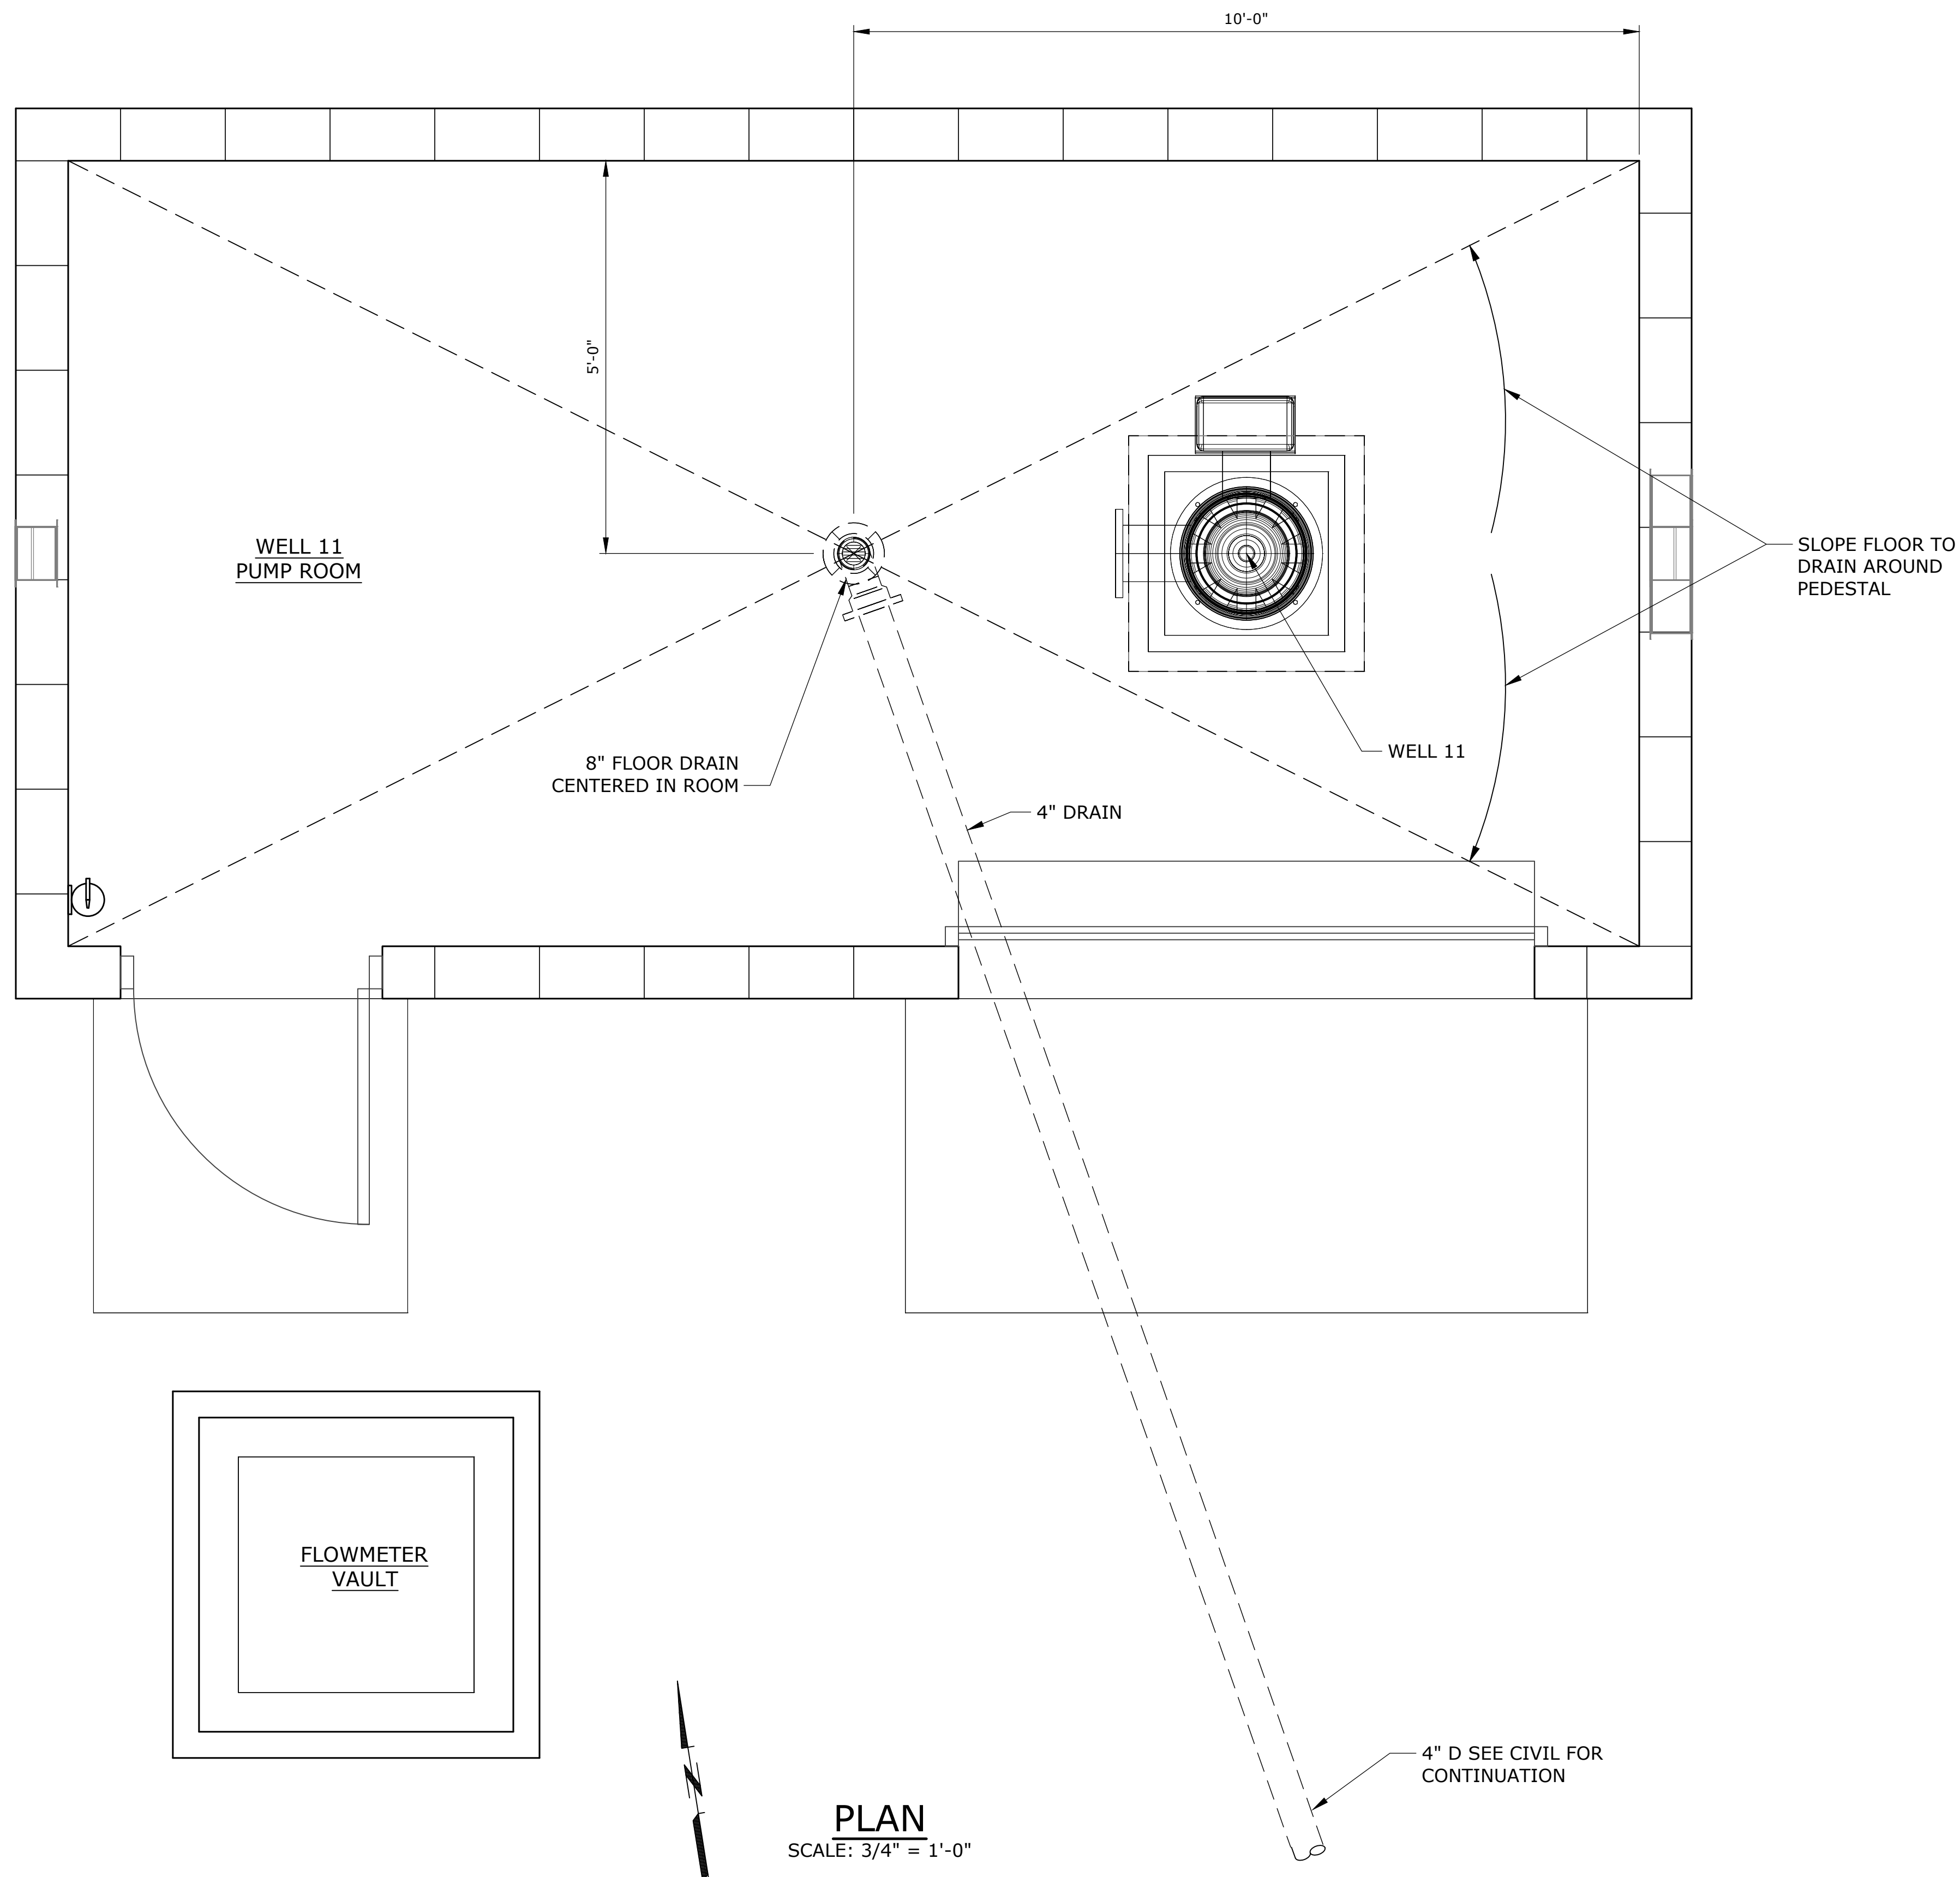 10'-0"
5'-0"
WELL 11
PUMP ROOM
SLOPE FLOOR TO
DRAIN AROUND
PEDESTAL
WELL 11
8" FLOOR DRAIN
CENTERED IN ROOM
4" DRAIN
FLOWMETER
VAULT
4" D SEE CIVIL FOR
CONTINUATION
N
PLAN
SCALE: 3/4" = 1'-0"